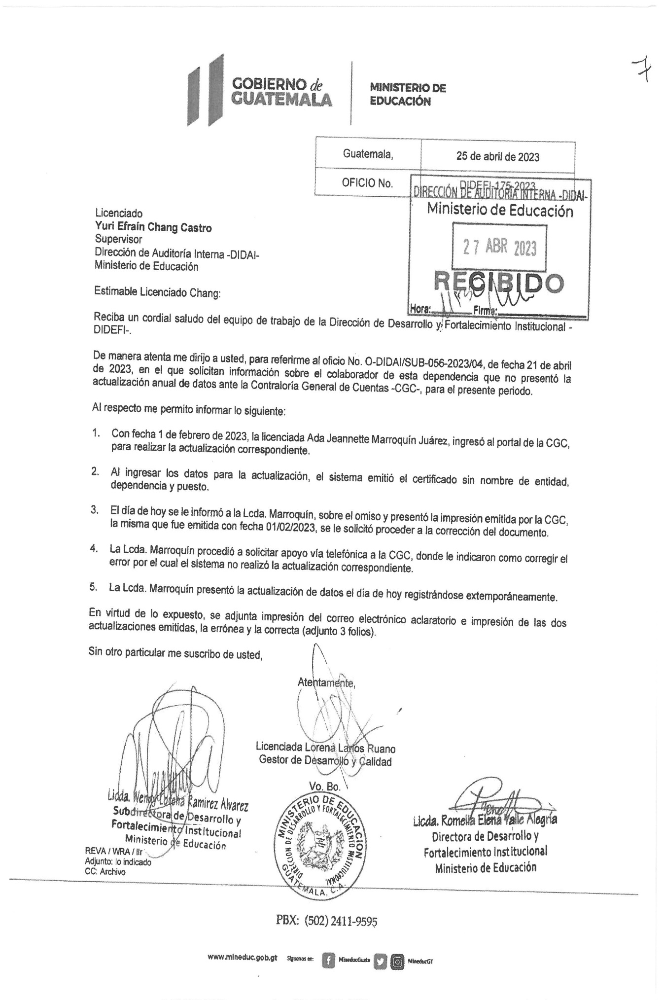 7
GOBIERNO de
GUATEMALA
MINISTERIO DE
EDUCACIÓN
Guatemala, 25 de abril de 2023
OFICIO No. DIDEFI-175-2023
DIRECCIÓN DE AUDITORÍA INTERNA -DIDAI-
Ministerio de Educación
27 ABR 2023
RECIBIDO
Hora: Firma:
Licenciado
Yuri Efraín Chang Castro
Supervisor
Dirección de Auditoría Interna -DIDAI-
Ministerio de Educación
Estimable Licenciado Chang:
Reciba un cordial saludo del equipo de trabajo de la Dirección de Desarrollo y Fortalecimiento Institucional -
DIDEFI-.
De manera atenta me dirijo a usted, para referirme al oficio No. O-DIDAI/SUB-056-2023/04, de fecha 21 de abril
de 2023, en el que solicitan información sobre el colaborador de esta dependencia que no presentó la
actualización anual de datos ante la Contraloría General de Cuentas -CGC-, para el presente periodo.
Al respecto me permito informar lo siguiente:
1. Con fecha 1 de febrero de 2023, la licenciada Ada Jeannette Marroquín Juárez, ingresó al portal de la CGC,
para realizar la actualización correspondiente.
2. Al ingresar los datos para la actualización, el sistema emitió el certificado sin nombre de entidad,
dependencia y puesto.
3. El día de hoy se le informó a la Lcda. Marroquín, sobre el omiso y presentó la impresión emitida por la CGC,
la misma que fue emitida con fecha 01/02/2023, se le solicitó proceder a la corrección del documento.
4. La Lcda. Marroquín procedió a solicitar apoyo vía telefónica a la CGC, donde le indicaron como corregir el
error por el cual el sistema no realizó la actualización correspondiente.
5. La Lcda. Marroquín presentó la actualización de datos el día de hoy registrándose extemporáneamente.
En virtud de lo expuesto, se adjunta impresión del correo electrónico aclaratorio e impresión de las dos
actualizaciones emitidas, la errónea y la correcta (adjunto 3 folios).
Sin otro particular me suscribo de usted,
Atentamente,
Licenciada Lorena Larios Ruano
Gestor de Desarrollo y Calidad
Vo. Bo.
Licda. Wendy Lorena Ramírez Alvarez
Subdirectora de Desarrollo y
Fortalecimiento Institucional
Ministerio de Educación
MINISTERIO DE EDUCACION
DIRECCION DE DESARROLLO Y FORTALECIMIENTO INSTITUCIONAL
GUATEMALA, C.A.
Licda. Romelia Elena Valle Alegría
Directora de Desarrollo y
Fortalecimiento Institucional
Ministerio de Educación
REVA / WRA / llr
Adjunto: lo indicado
CC: Archivo
PBX: (502) 2411-9595
www.mineduc.gob.gt Síguenos en: MineducGuate MineducGT